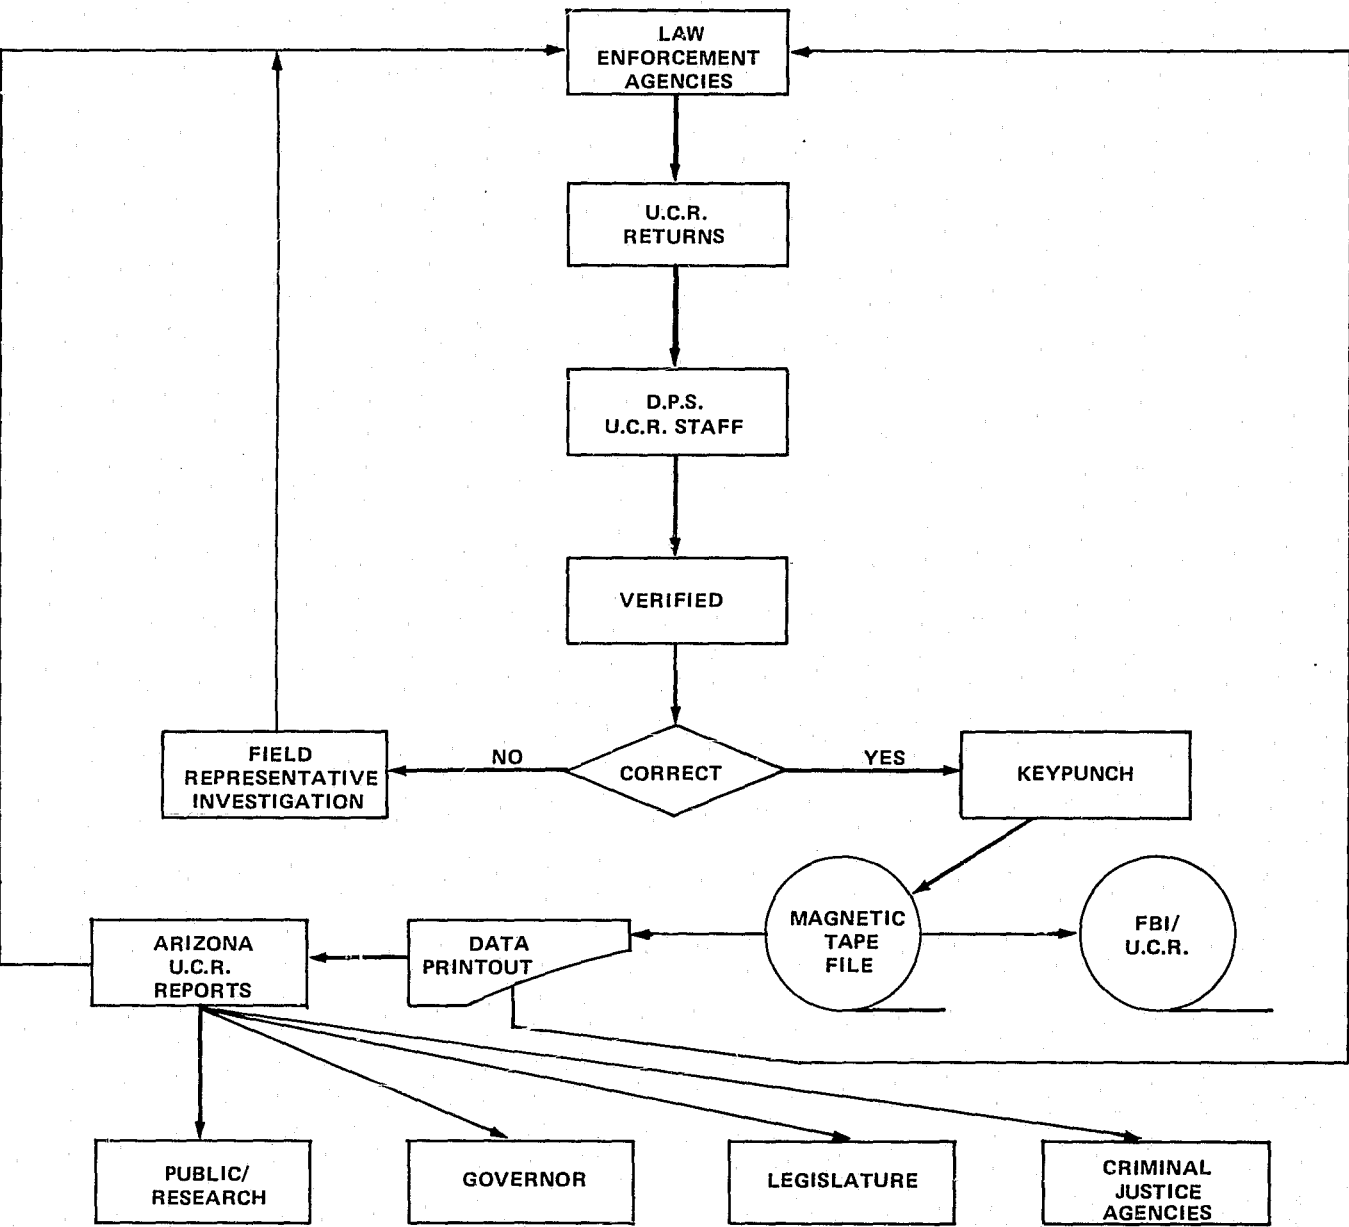 LAW
ENFORCEMENT
AGENCIES
U.C.R.
RETURNS
D.P.S.
U.C.R. STAFF
VERIFIED
NO
CORRECT
YES
FIELD
REPRESENTATIVE
INVESTIGATION
KEYPUNCH
ARIZONA
U.C.R.
REPORTS
DATA
PRINTOUT
MAGNETIC
TAPE
FILE
FBI/
U.C.R.
PUBLIC/
RESEARCH
GOVERNOR
LEGISLATURE
CRIMINAL
JUSTICE
AGENCIES